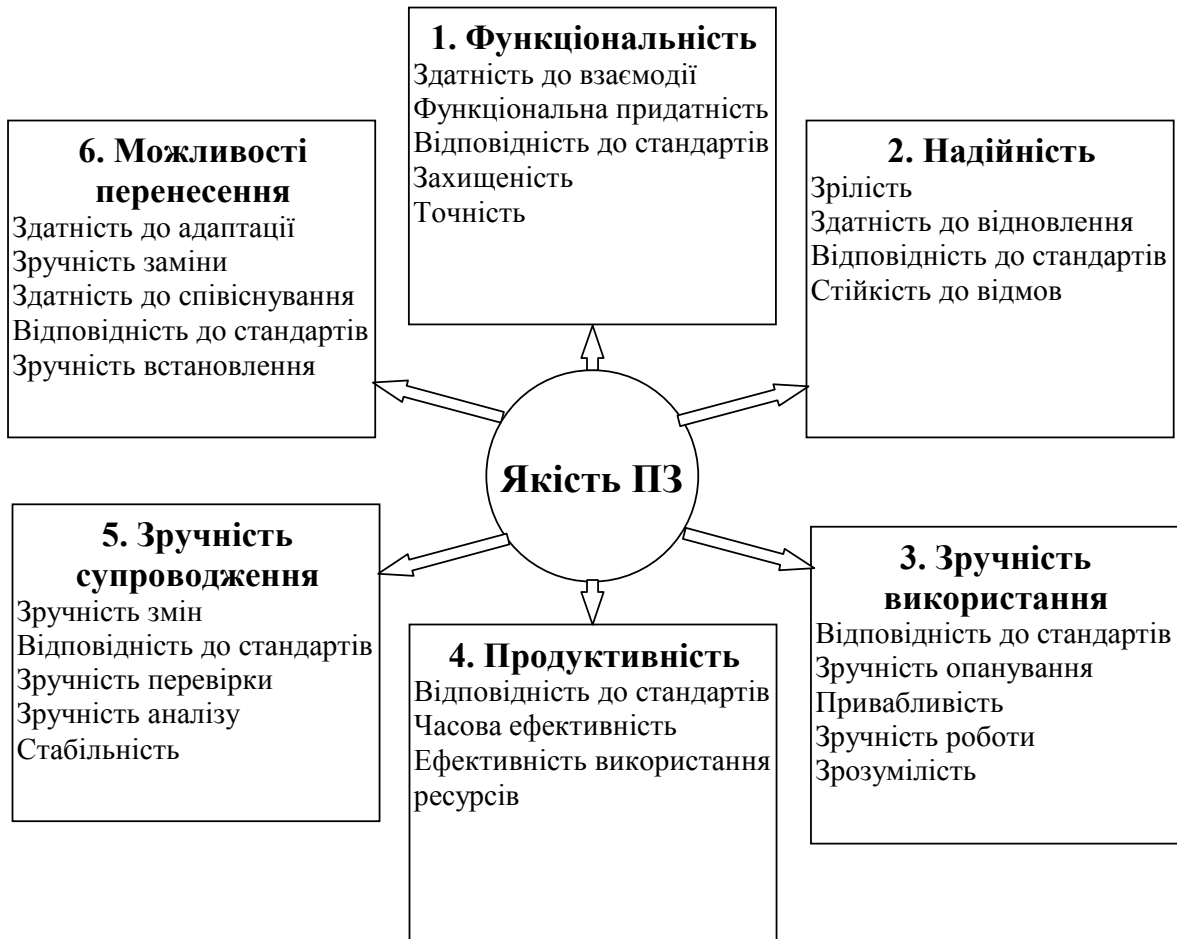 1. Функціональність
Здатність до взаємодії
Функціональна придатність
Відповідність до стандартів
Захищеність
Точність
2. Надійність
Зрілість
Здатність до відновлення
Відповідність до стандартів
Стійкість до відмов
3. Зручність
використання
Відповідність до стандартів
Зручність опанування
Привабливість
Зручність роботи
Зрозумілість
4. Продуктивність
Відповідність до стандартів
Часова ефективність
Ефективність використання
ресурсів
5. Зручність
супроводження
Зручність змін
Відповідність до стандартів
Зручність перевірки
Зручність аналізу
Стабільність
6. Можливості
перенесення
Здатність до адаптації
Зручність заміни
Здатність до співіснування
Відповідність до стандартів
Зручність встановлення
Якість ПЗ